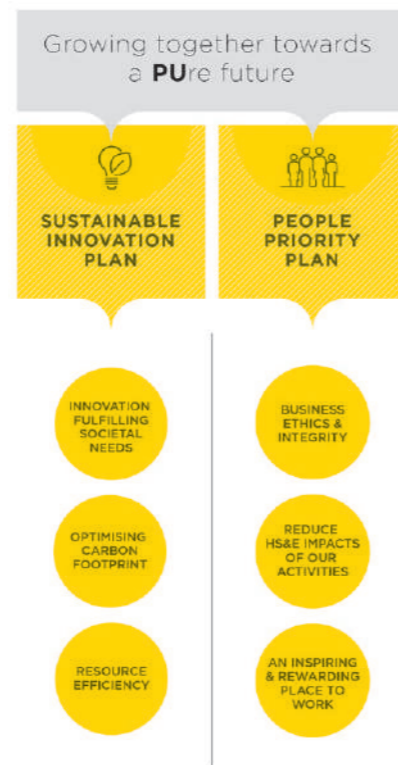 Growing together towards
a PUre future
SUSTAINABLE
INNOVATION
PLAN
INNOVATION
FULFILLING
SOCIETAL
NEEDS
OPTIMISING
CARBON
FOOTPRINT
RESOURCE
EFFICIENCY
PEOPLE
PRIORITY
PLAN
BUSINESS
ETHICS &
INTEGRITY
REDUCE
HS&E IMPACTS
OF OUR
ACTIVITIES
AN INSPIRING
& REWARDING
PLACE TO
WORK